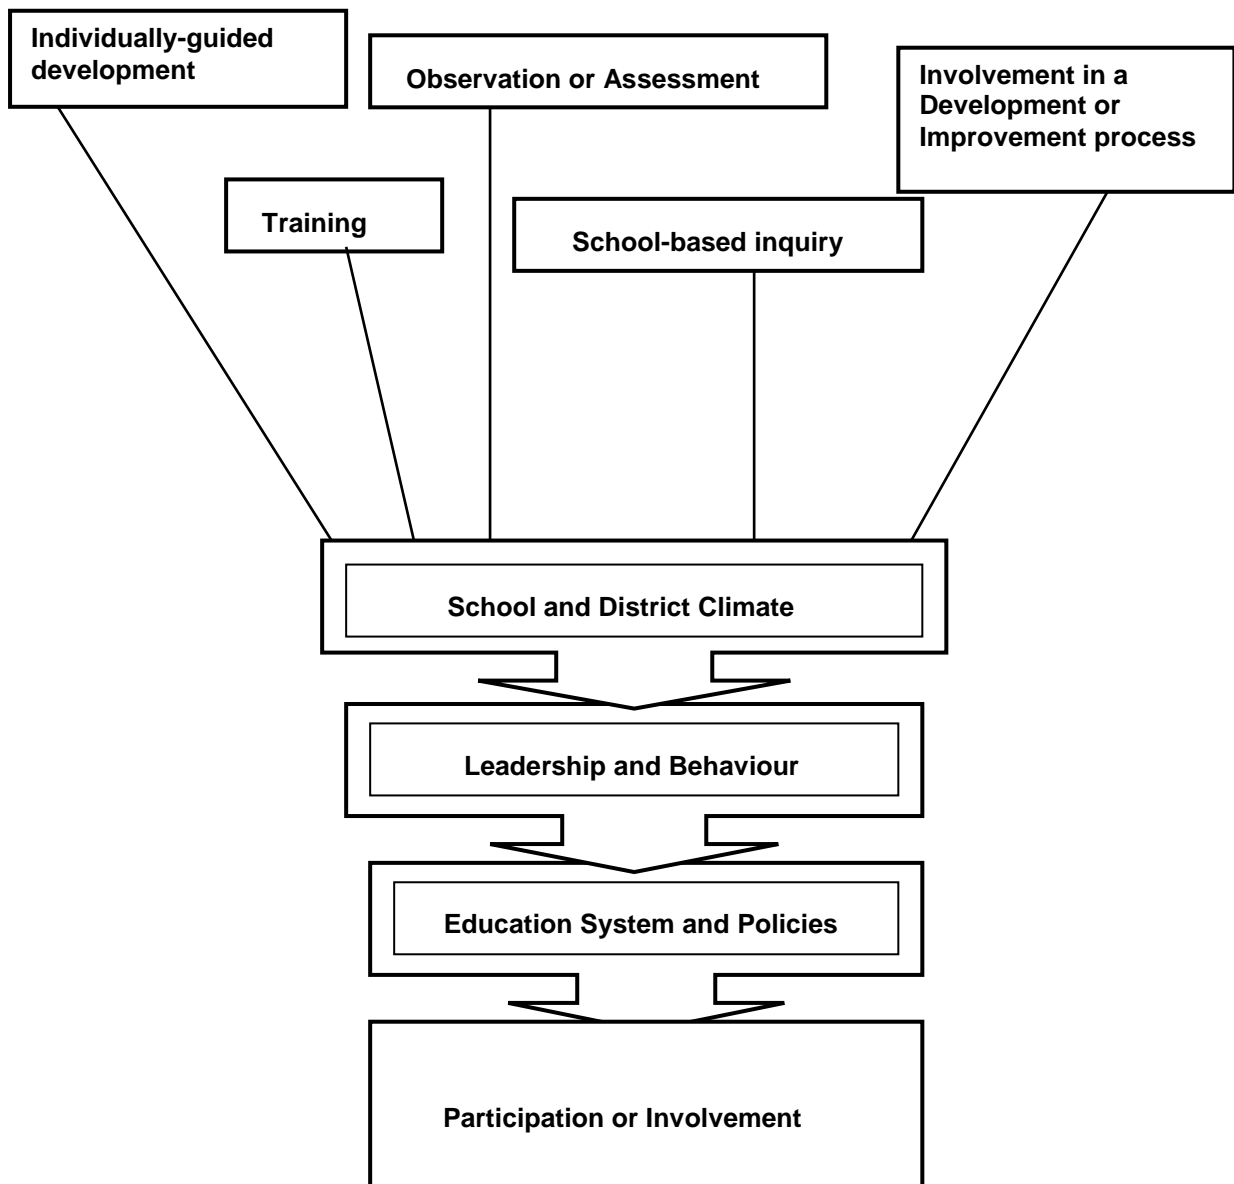 Individually-guided
development
Observation or Assessment
Involvement in a
Development or
Improvement process
Training
School-based inquiry
School and District Climate
Leadership and Behaviour
Education System and Policies
Participation or Involvement